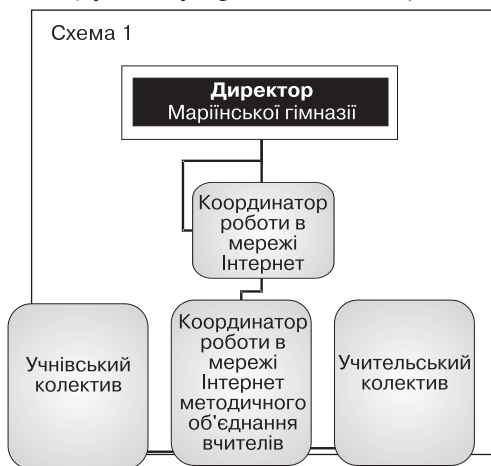 Схема 1
Директор
Маріїнської гімназії
Координатор
роботи в
мережі
Інтернет
Учнівський
колектив
Координатор
роботи в
мережі
Інтернет
методичного
об'єднання
вчителів
Учительський
колектив